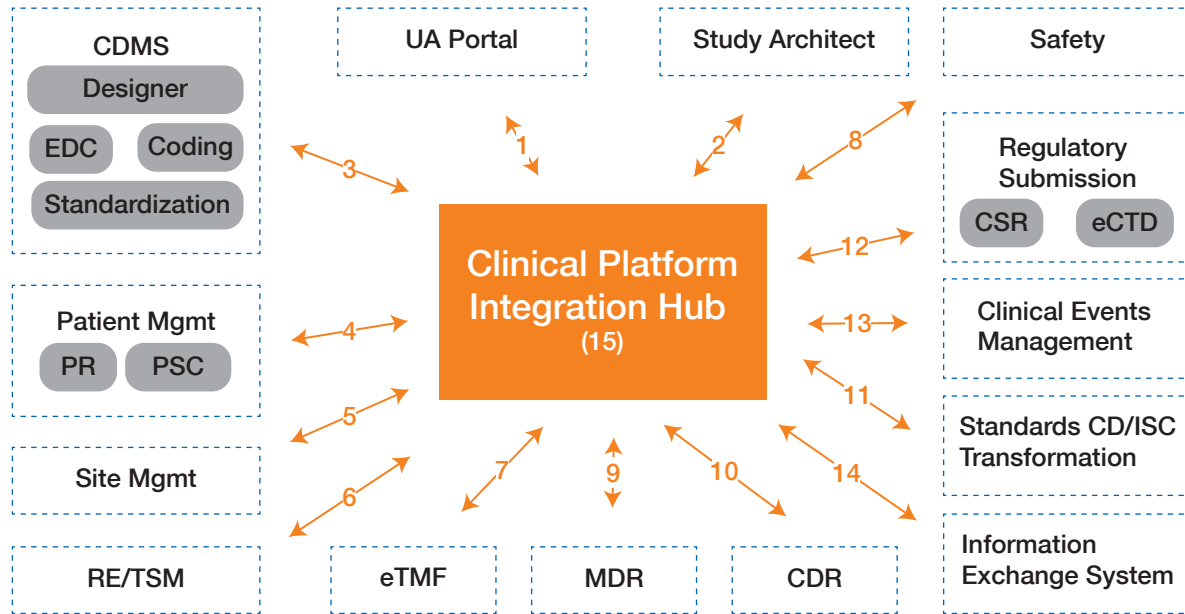 CDMS
Designer
EDC
Coding
Standardization
UA Portal
Study Architect
Safety
1
2
8
3
Regulatory
Submission
CSR
eCTD
12
Clinical Platform
Integration Hub
(15)
Patient Mgmt
PR
PSC
4
13
Clinical Events
Management
5
11
Site Mgmt
Standards CD/ISC
Transformation
6
7
9
10
14
RE/TSM
eTMF
MDR
CDR
Information
Exchange System